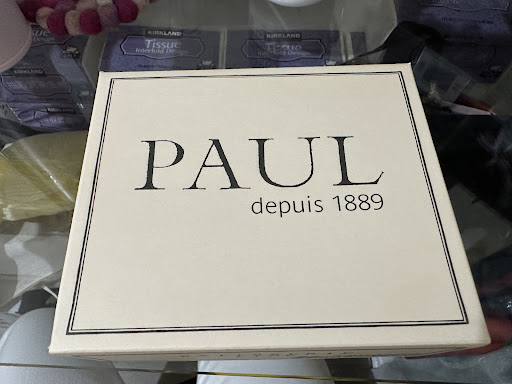 KIRKLAND
Tissue
KIRKLAND
Tissue
PAUL
depuis 1889